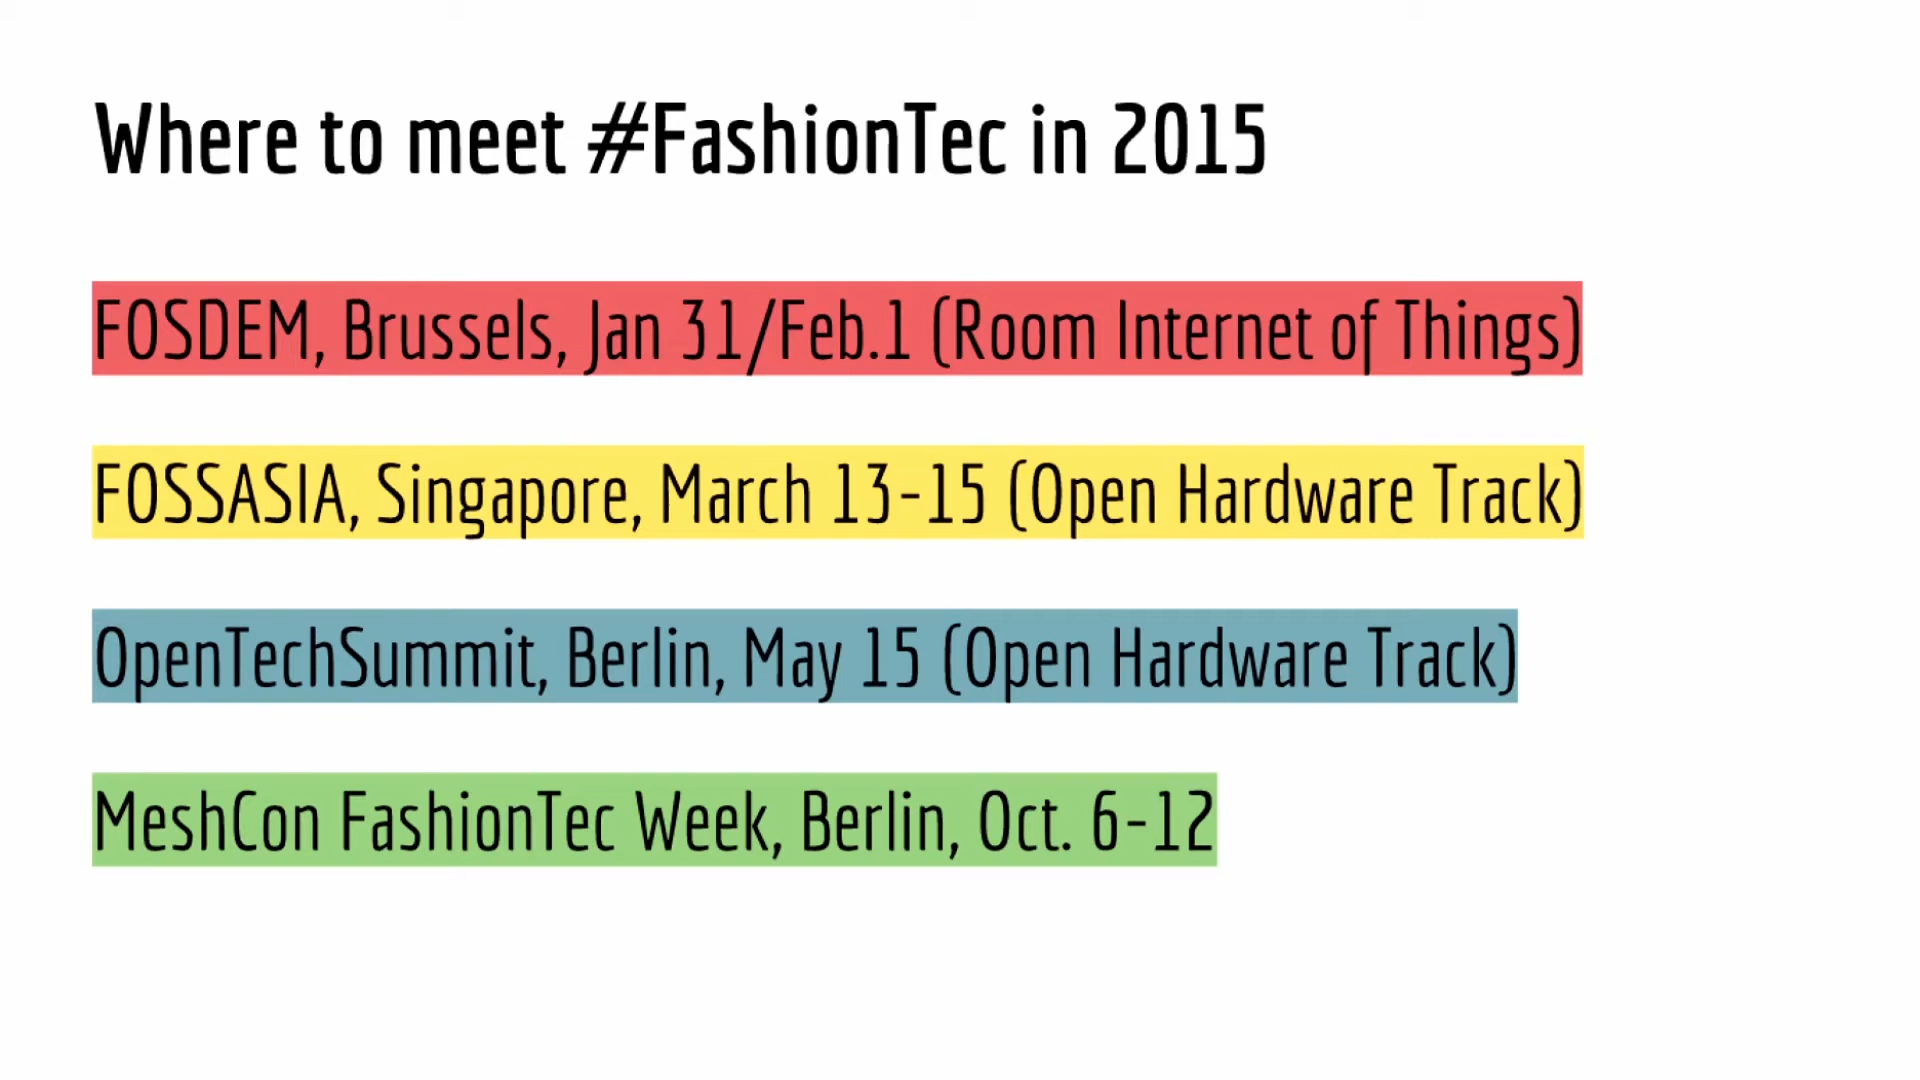 Where to meet #FashionTec in 2015
FOSDEM, Brussels, Jan 31/Feb.1 (Room Internet of Things)
FOSSASIA, Singapore, March 13-15 (Open Hardware Track)
OpenTechSummit, Berlin, May 15 (Open Hardware Track)
MeshCon FashionTec Week, Berlin, Oct. 6-12